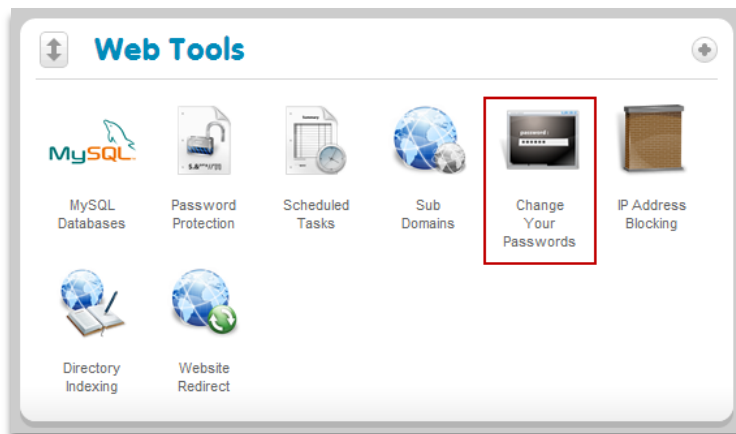 Web Tools
MySQL
password :
******
Summary
MySQL
Databases
Password
Protection
Scheduled
Tasks
Sub
Domains
Change
Your
Passwords
IP Address
Blocking
Directory
Indexing
Website
Redirect